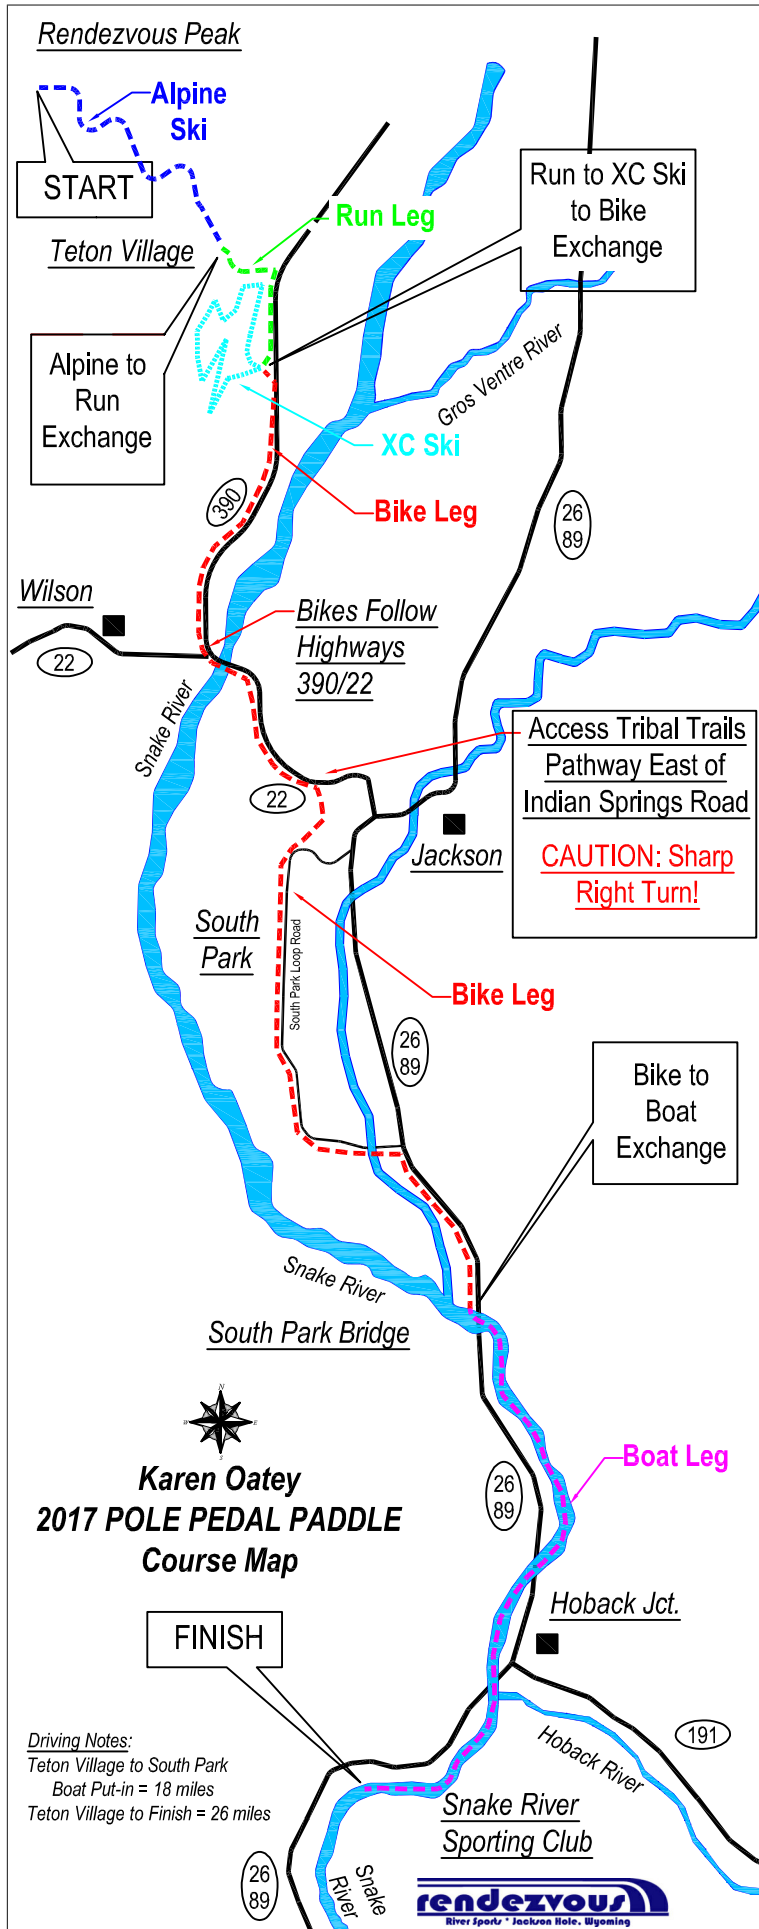 Rendezvous Peak
Alpine
Ski
START
Run to XC Ski
to Bike
Exchange
Run Leg
Teton Village
Alpine to
Run
Exchange
Gros Ventre River
XC Ski
Bike Leg
390
26
89
Wilson
22
Bikes Follow
Highways
390/22
Snake River
Access Tribal Trails
Pathway East of
Indian Springs Road
CAUTION: Sharp
Right Turn!
22
Jackson
South
Park
South Park Loop Road
Bike Leg
26
89
Bike to
Boat
Exchange
Snake River
South Park Bridge
N
W
E
S
Boat Leg
Karen Oatey
2017 POLE PEDAL PADDLE
Course Map
26
89
Hoback Jct.
FINISH
191
Hoback River
Driving Notes:
Teton Village to South Park
Boat Put-in = 18 miles
Teton Village to Finish = 26 miles
Snake River
Sporting Club
26
89
Snake
River
rendezvous
River Sports * Jackson Hole, Wyoming